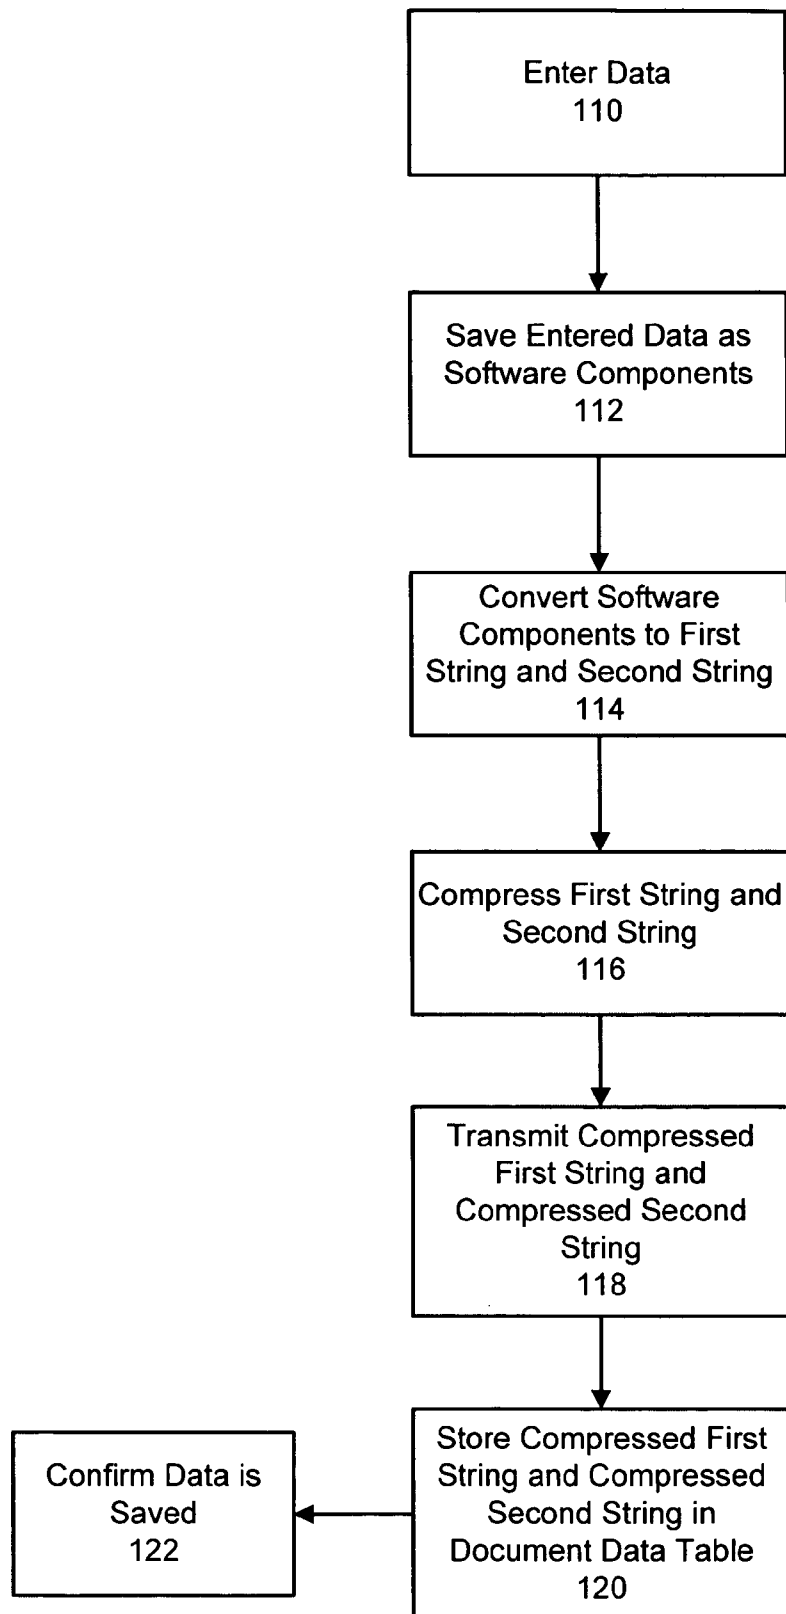 Enter Data
110
Save Entered Data as
Software Components
112
Convert Software
Components to First
String and Second String
114
Compress First String and
Second String
116
Transmit Compressed
First String and
Compressed Second
String
118
Store Compressed First
String and Compressed
Second String in
Document Data Table
120
Confirm Data is
Saved
122